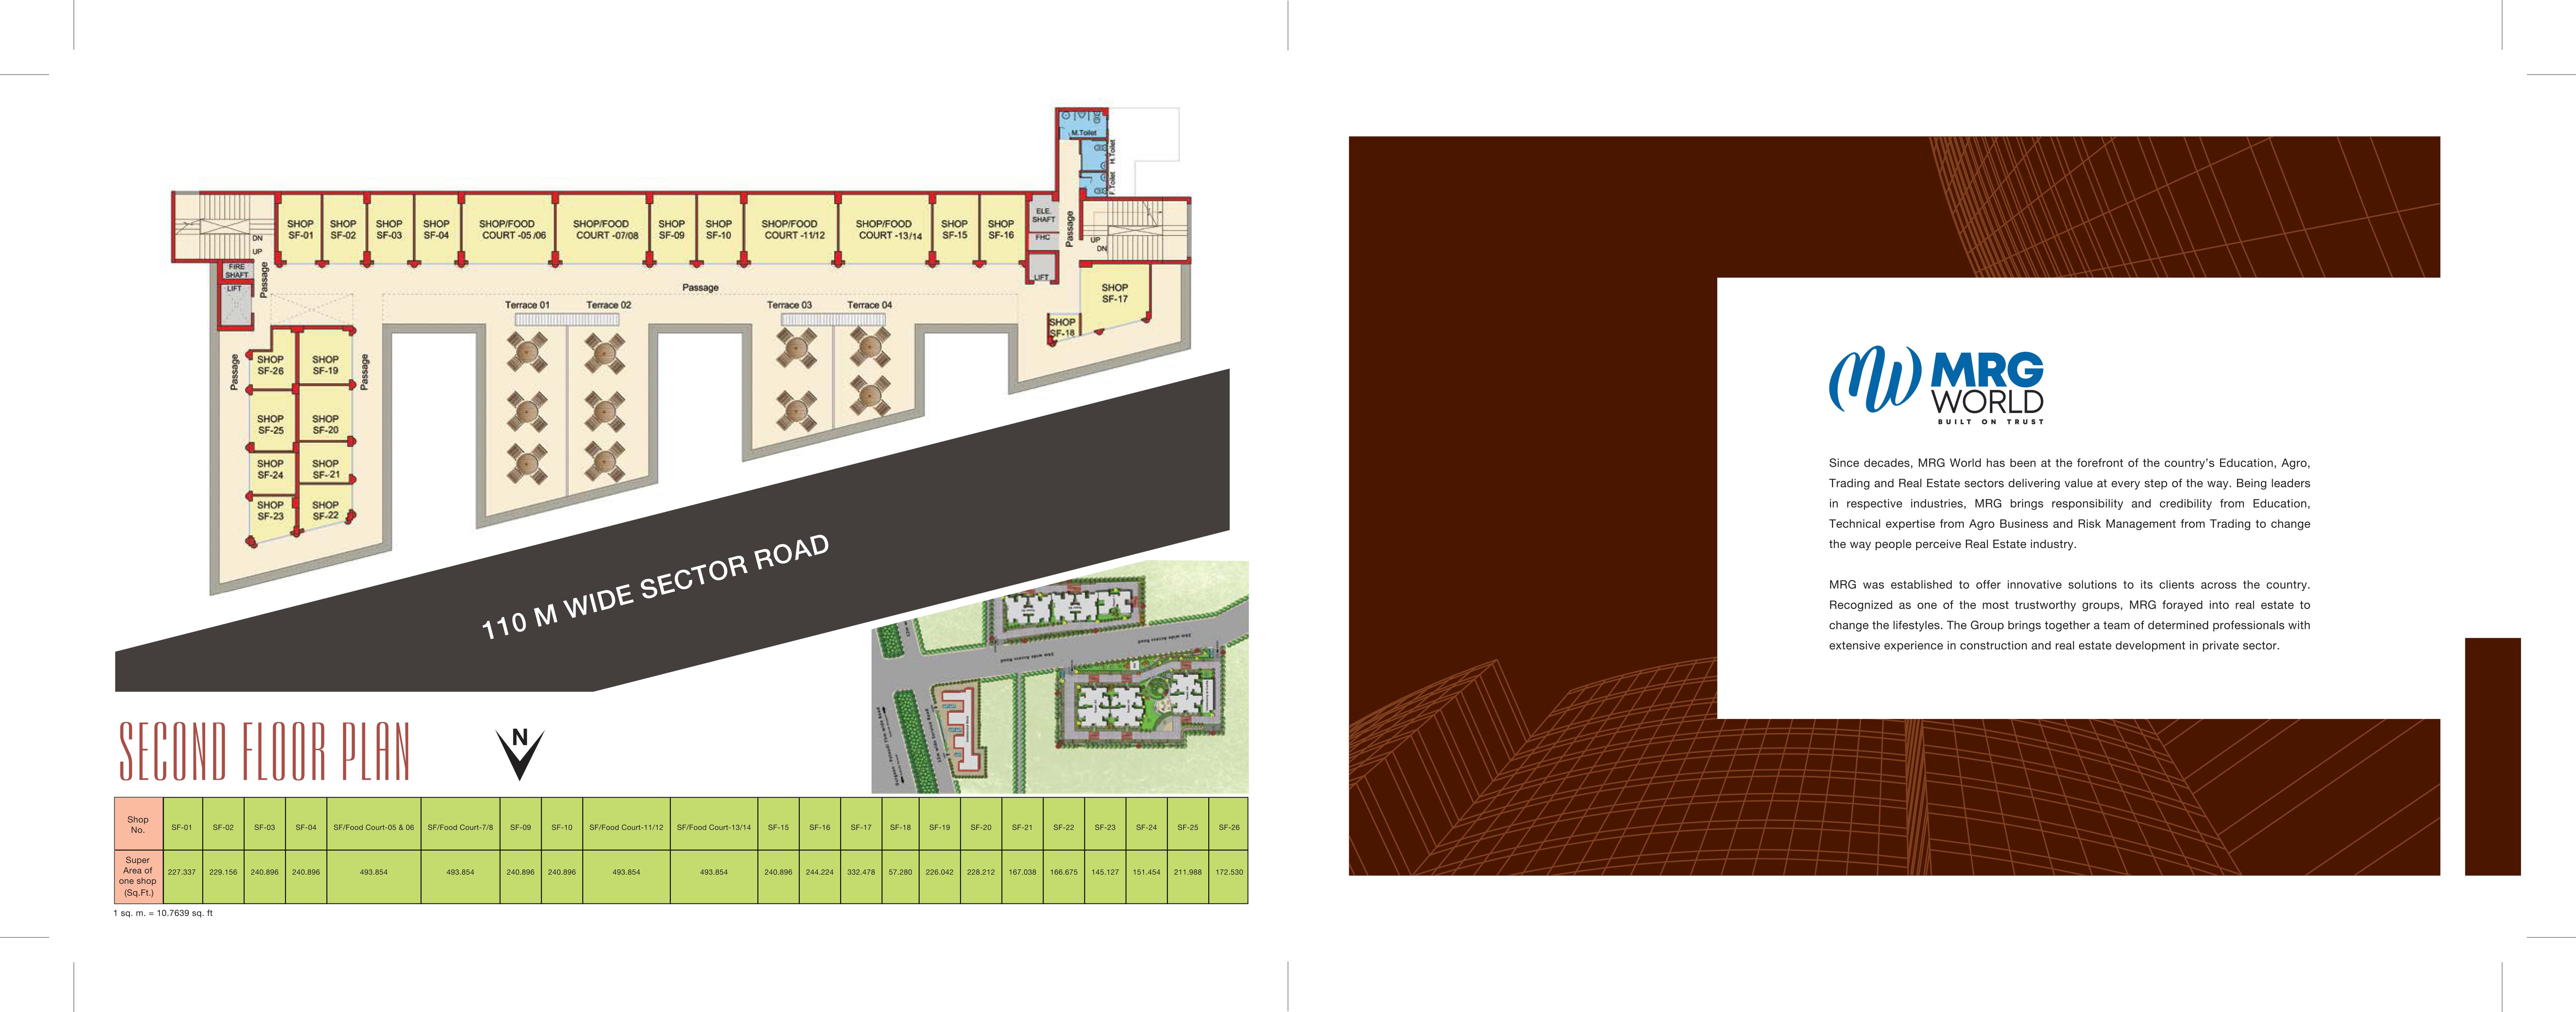 M.Toilet
H.Toilet
F.Toilet
SHOP
SF-01
SHOP
SF-02
SHOP
SF-03
SHOP
SF-04
SHOP/FOOD
COURT -05 /06
SHOP/FOOD
COURT -07/08
SHOP
SF-09
SHOP
SF-10
SHOP/FOOD
COURT -11/12
SHOP/FOOD
COURT -13/14
SHOP
SF-15
SHOP
SF-16
ELE.
SHAFT
FHC
LIFT
Passage
UP
DN
DN
UP
FIRE
SHAFT
LIFT
Passage
Passage
Terrace 01
Terrace 02
Terrace 03
Terrace 04
SHOP
SF-17
SHOP
SF-18
Passage
SHOP
SF-26
SHOP
SF-19
Passage
SHOP
SF-25
SHOP
SF-20
SHOP
SF-24
SHOP
SF-21
SHOP
SF-23
SHOP
SF-22
110 M WIDE SECTOR ROAD
24m wide Access Road
24m wide Access Road
SECOND FLOOR PLAN
N
Shop No. SF-01 SF-02 SF-03 SF-04 SF/Food Court-05 & 06 SF/Food Court-7/8 SF-09 SF-10 SF/Food Court-11/12 SF/Food Court-13/14 SF-15 SF-16 SF-17 SF-18 SF-19 SF-20 SF-21 SF-22 SF-23 SF-24 SF-25 SF-26
Super Area of one shop (Sq.Ft.) 227.337 229.156 240.896 240.896 493.854 493.854 240.896 240.896 493.854 493.854 240.896 244.224 332.478 57.280 226.042 228.212 167.038 166.675 145.127 151.454 211.988 172.530
1 sq. m. = 10.7639 sq. ft
MRG
WORLD
BUILT ON TRUST
Since decades, MRG World has been at the forefront of the country's Education, Agro,
Trading and Real Estate sectors delivering value at every step of the way. Being leaders
in respective industries, MRG brings responsibility and credibility from Education,
Technical expertise from Agro Business and Risk Management from Trading to change
the way people perceive Real Estate industry.
MRG was established to offer innovative solutions to its clients across the country.
Recognized as one of the most trustworthy groups, MRG forayed into real estate to
change the lifestyles. The Group brings together a team of determined professionals with
extensive experience in construction and real estate development in private sector.